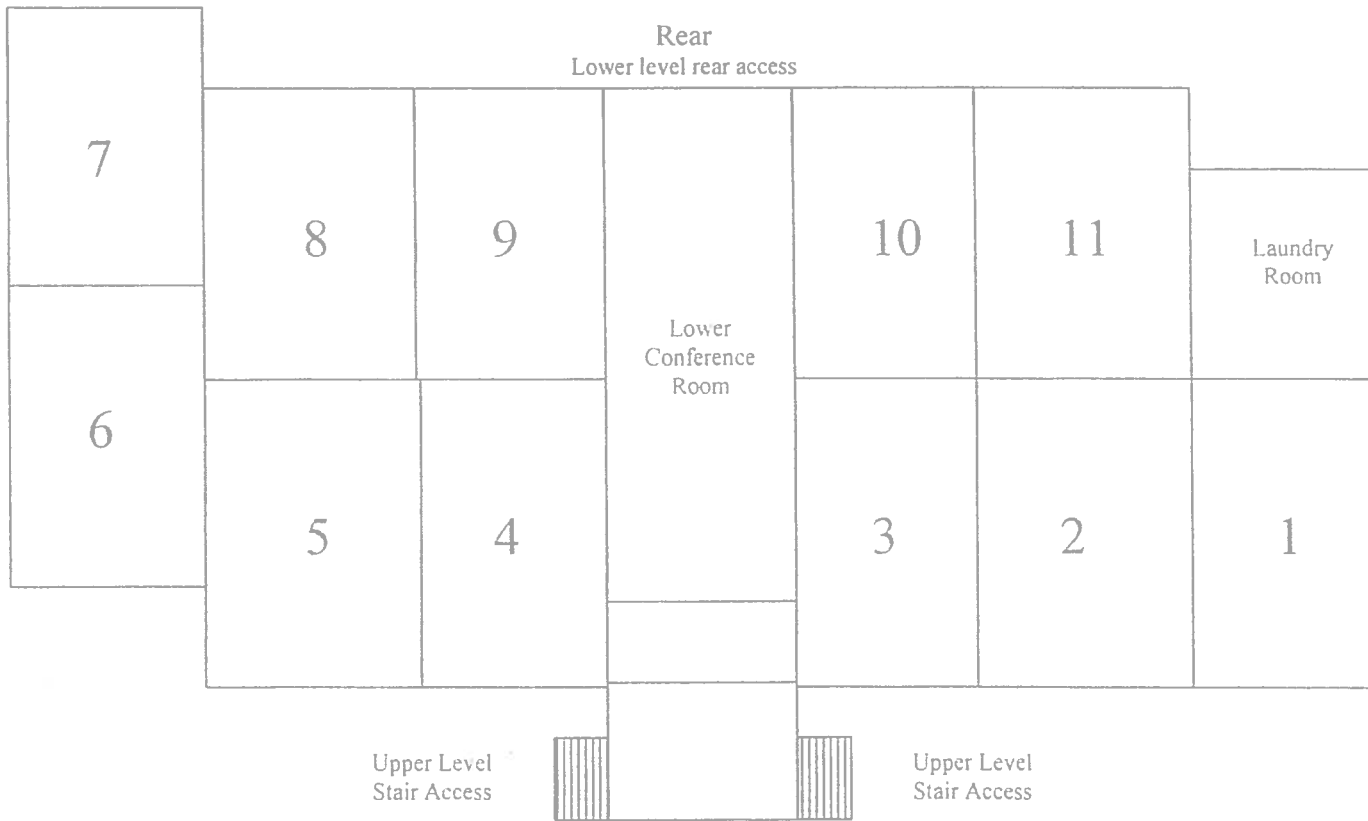 Rear
Lower level rear access
7
8
9
10
11
Laundry
Room
Lower
Conference
Room
6
5
4
3
2
1
Upper Level
Stair Access
Upper Level
Stair Access